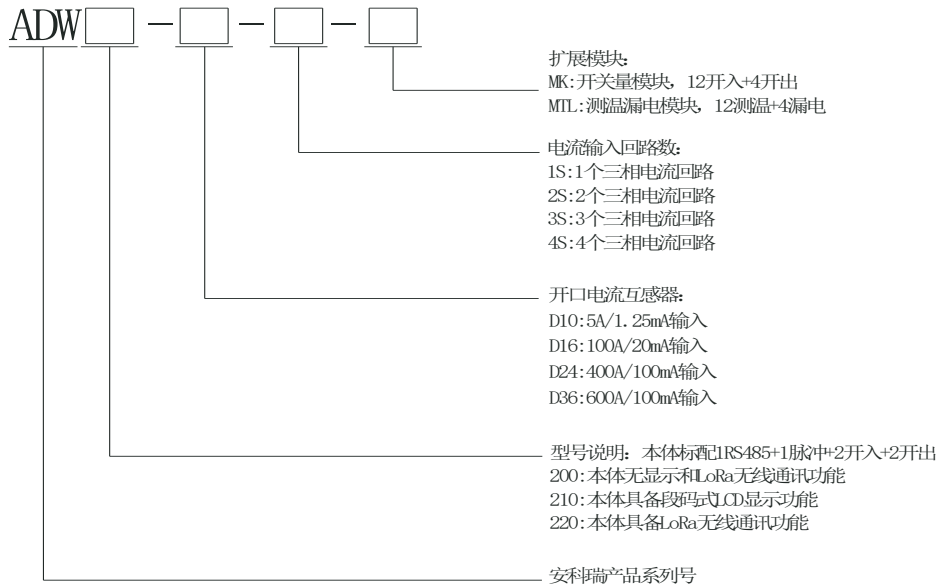 ADW□-□-□-□
扩展模块:
MK:开关量模块，12开入+4开出
MTL:测温漏电模块，12测温+4漏电
电流输入回路数:
1S:1个三相电流回路
2S:2个三相电流回路
3S:3个三相电流回路
4S:4个三相电流回路
开口电流互感器:
D10:5A/1.25mA输入
D16:100A/20mA输入
D24:400A/100mA输入
D36:600A/100mA输入
型号说明：本体标配1RS485+1脉冲+2开入+2开出
200:本体无显示和LoRa无线通讯功能
210:本体具备段码式LCD显示功能
220:本体具备LoRa无线通讯功能
安科瑞产品系列号